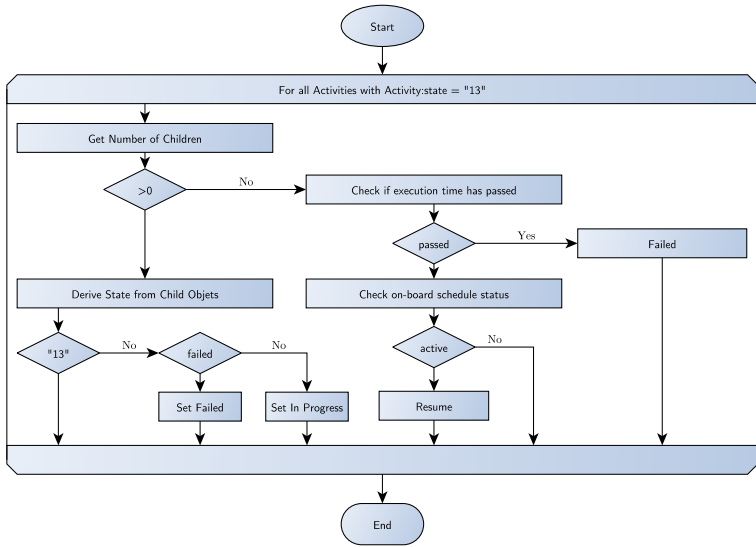 Start
For all Activities with Activity:state = "13"
Get Number of Children
>0
No
Check if execution time has passed
passed
Yes
Failed
Derive State from Child Objets
Check on-board schedule status
"13"
No
failed
No
active
No
Set Failed
Set In Progress
Resume
End